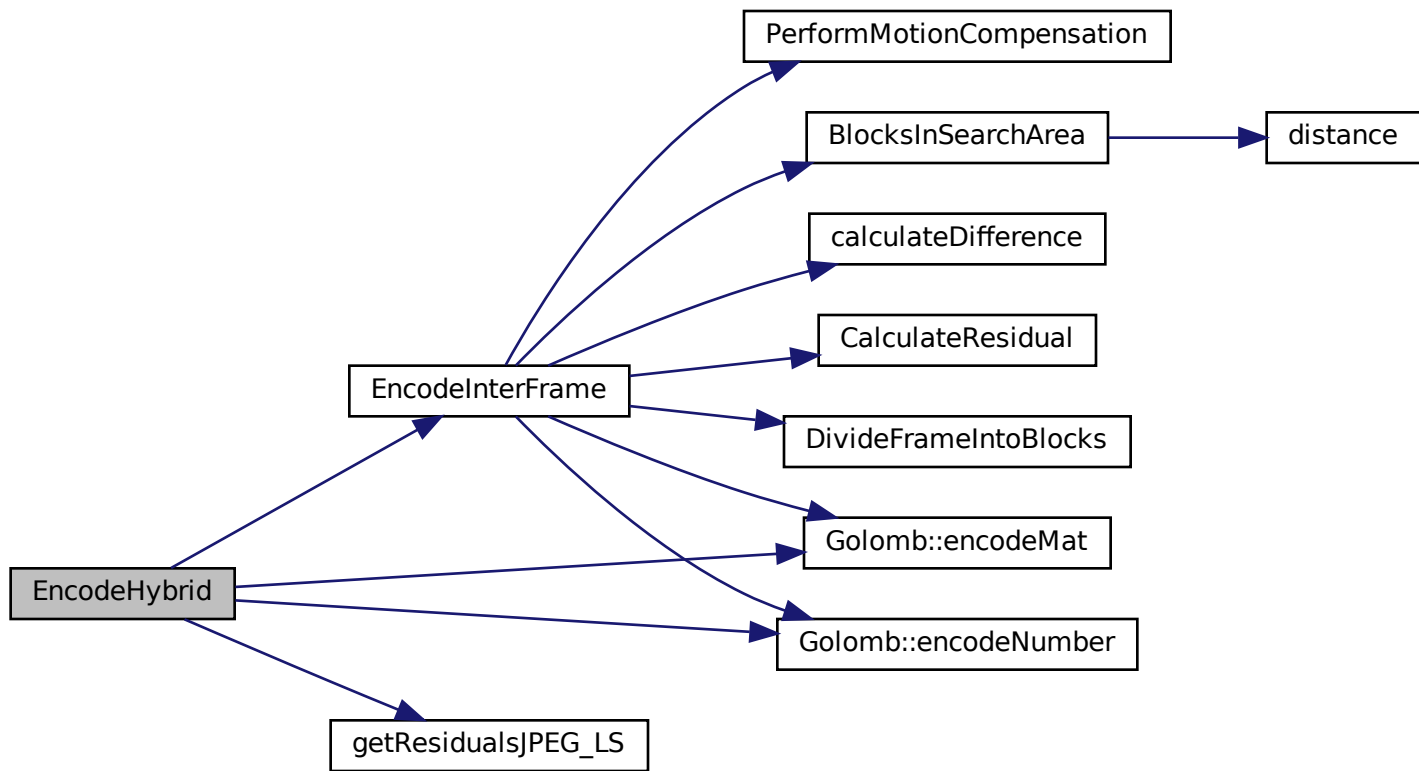 PerformMotionCompensation
BlocksInSearchArea
distance
calculateDifference
CalculateResidual
EncodeInterFrame
DivideFrameIntoBlocks
Golomb::encodeMat
EncodeHybrid
Golomb::encodeNumber
getResidualsJPEG_LS